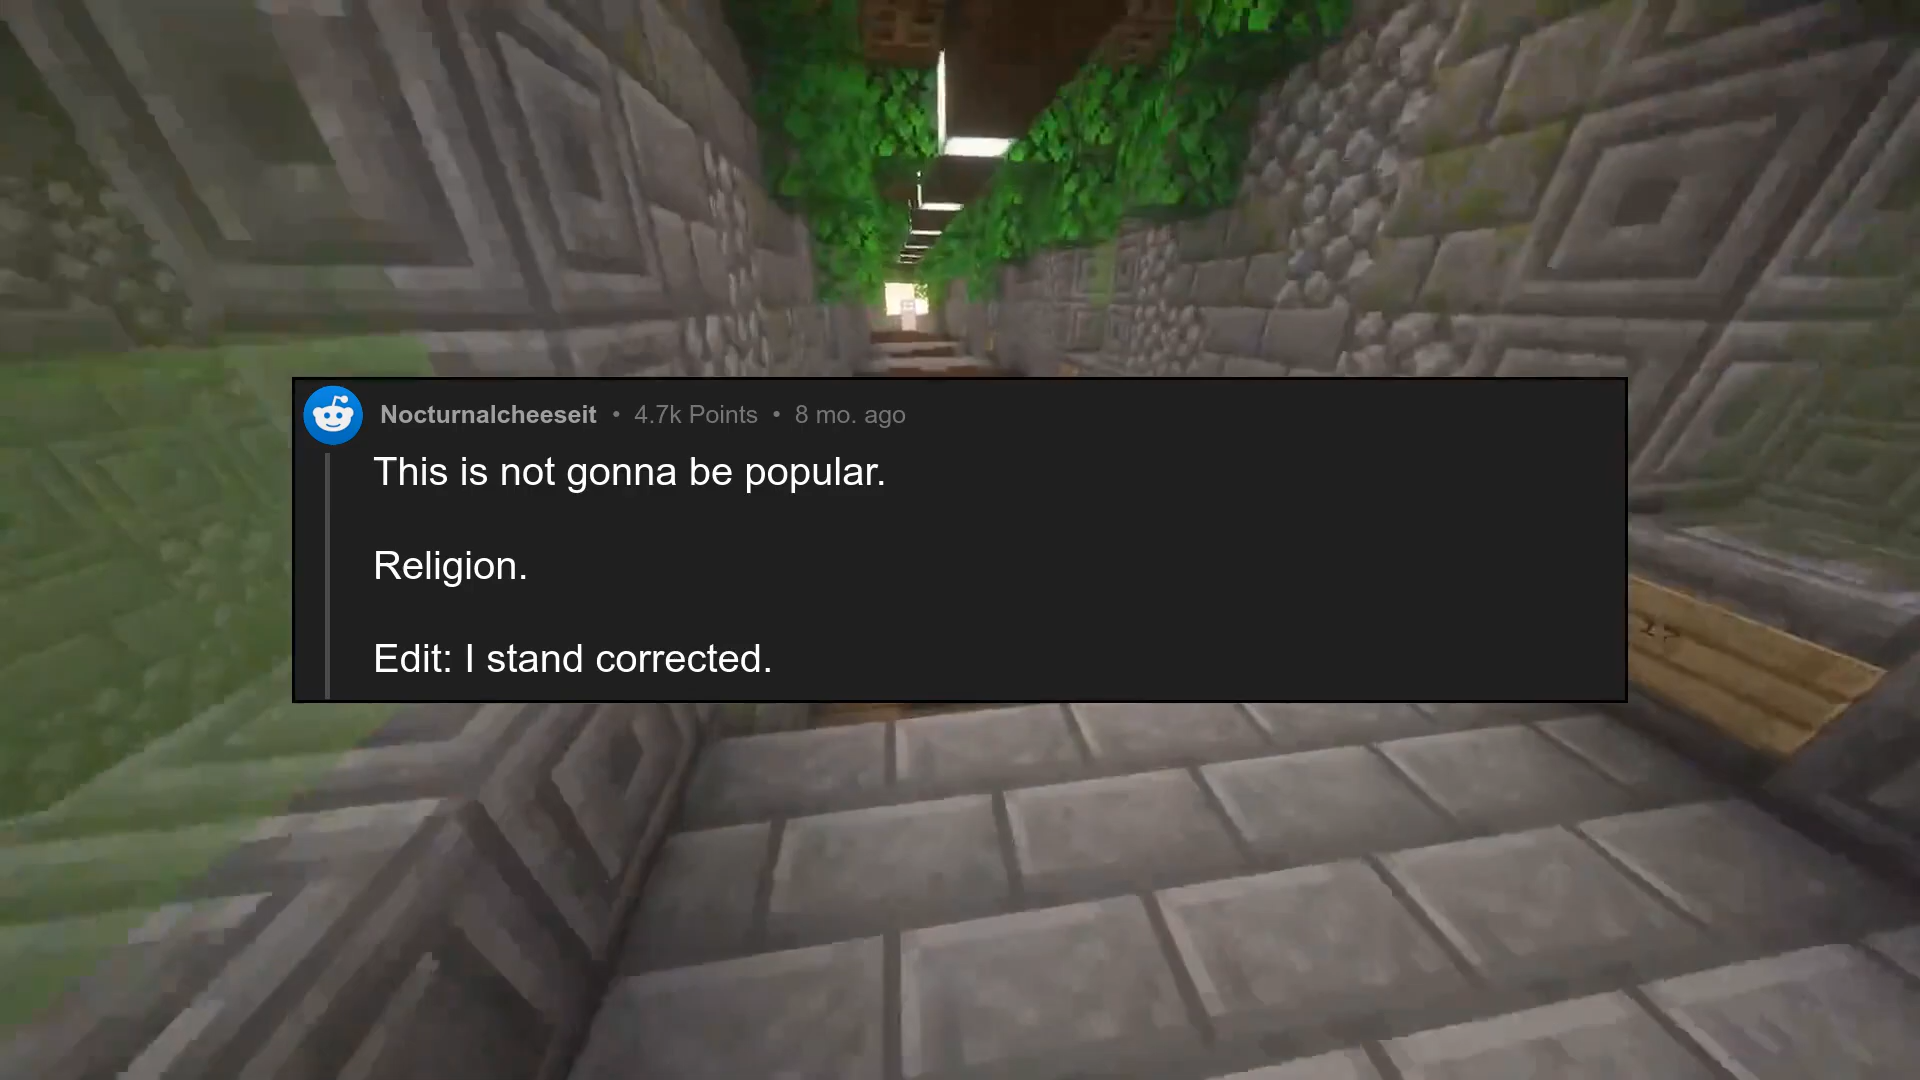 Nocturnalcheeseit • 4.7k Points • 8 mo. ago
This is not gonna be popular.
Religion.
Edit: I stand corrected.